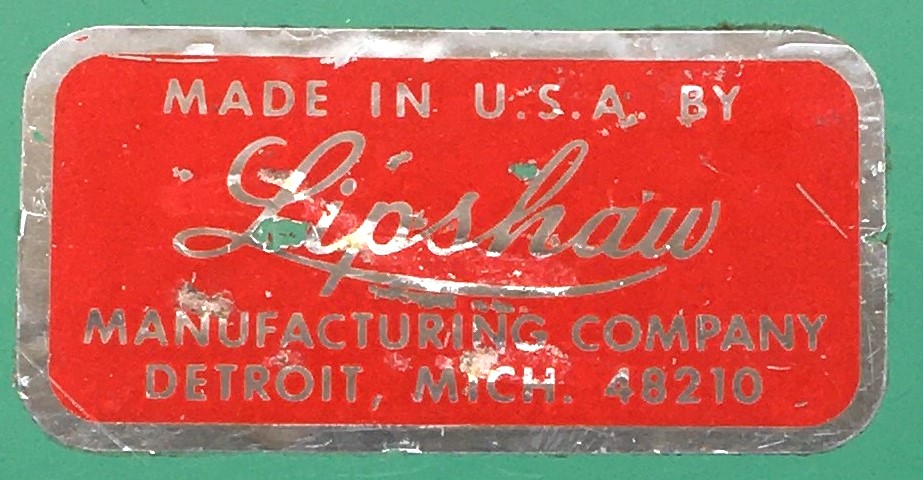 MADE IN U.S.A. BY
Lipshaw
MANUFACTURING COMPANY
DETROIT, MICH. 48210